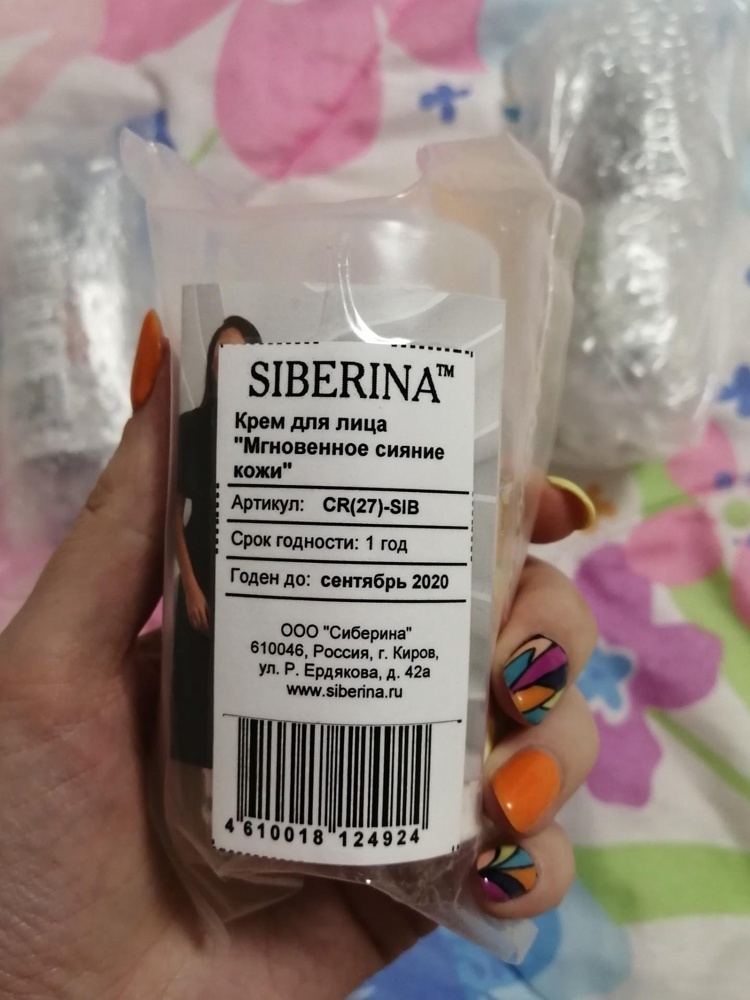 SIBERINA™
Крем для лица
"Мгновенное сияние
кожи"
Артикул: CR(27)-SIB
Срок годности: 1 год
Годен до: сентябрь 2020
ООО "Сиберина"
610046, Россия, г. Киров,
ул. Р. Ердякова, д. 42а
www.siberina.ru
4 610018 124924